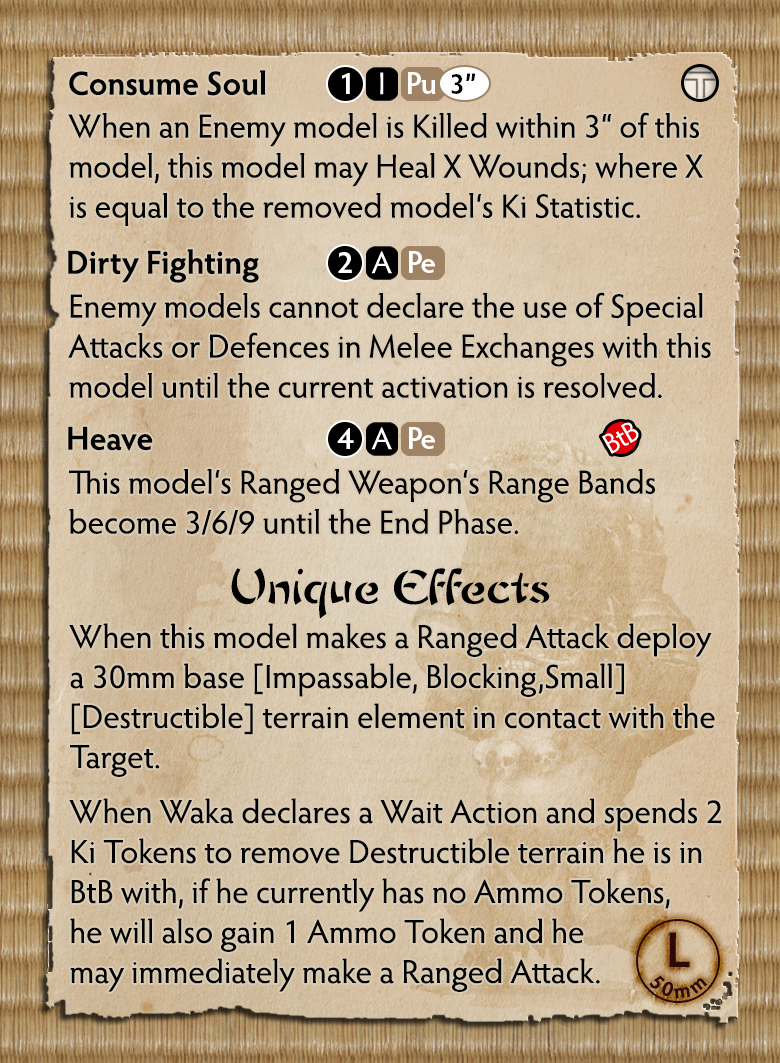 Consume Soul 1 I Pu 3"
When an Enemy model is Killed within 3" of this
model, this model may Heal X Wounds; where X
is equal to the removed model's Ki Statistic.
Dirty Fighting 2 A Pe
Enemy models cannot declare the use of Special
Attacks or Defences in Melee Exchanges with this
model until the current activation is resolved.
Heave 4 A Pe BtB
This model's Ranged Weapon's Range Bands
become 3/6/9 until the End Phase.
Unique Effects
When this model makes a Ranged Attack deploy
a 30mm base [Impassable, Blocking,Small]
[Destructible] terrain element in contact with the
Target.
When Waka declares a Wait Action and spends 2
Ki Tokens to remove Destructible terrain he is in
BtB with, if he currently has no Ammo Tokens,
he will also gain 1 Ammo Token and he
may immediately make a Ranged Attack.
L
50mm